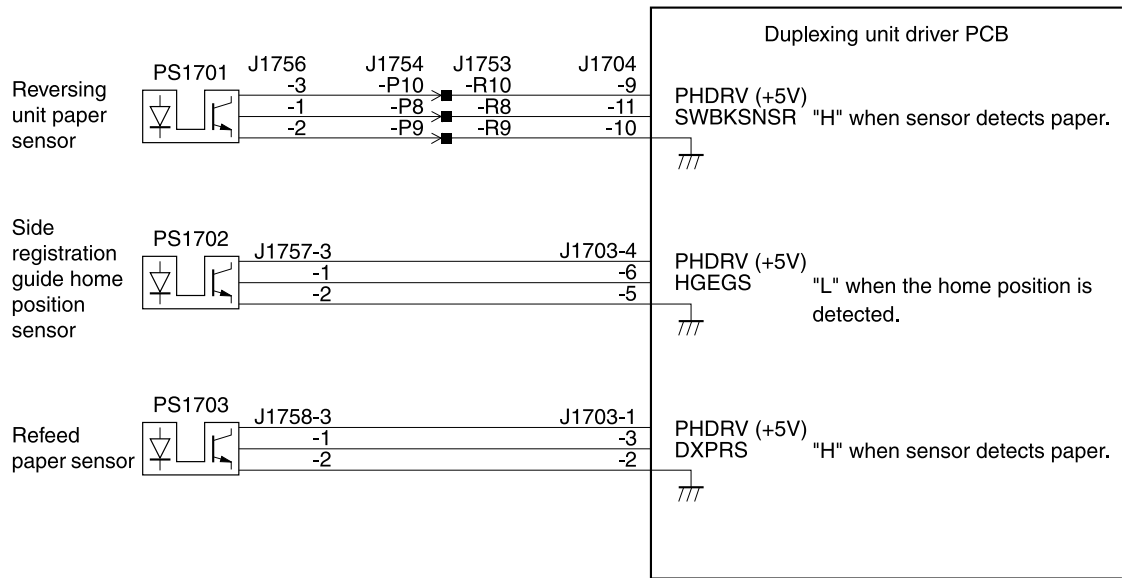 Duplexing unit driver PCB
Reversing
unit paper
sensor
PS1701
J1756 J1754 J1753 J1704
-3 -P10 -R10 -9
-1 -P8 -R8 -11
-2 -P9 -R9 -10
PHDRV (+5V)
SWBKSNSR "H" when sensor detects paper.
Side
registration
guide home
position
sensor
PS1702
J1757-3 J1703-4
-1 -6
-2 -5
PHDRV (+5V)
HGEGS "L" when the home position is
detected.
Refeed
paper sensor
PS1703
J1758-3 J1703-1
-1 -3
-2 -2
PHDRV (+5V)
DXPRS "H" when sensor detects paper.